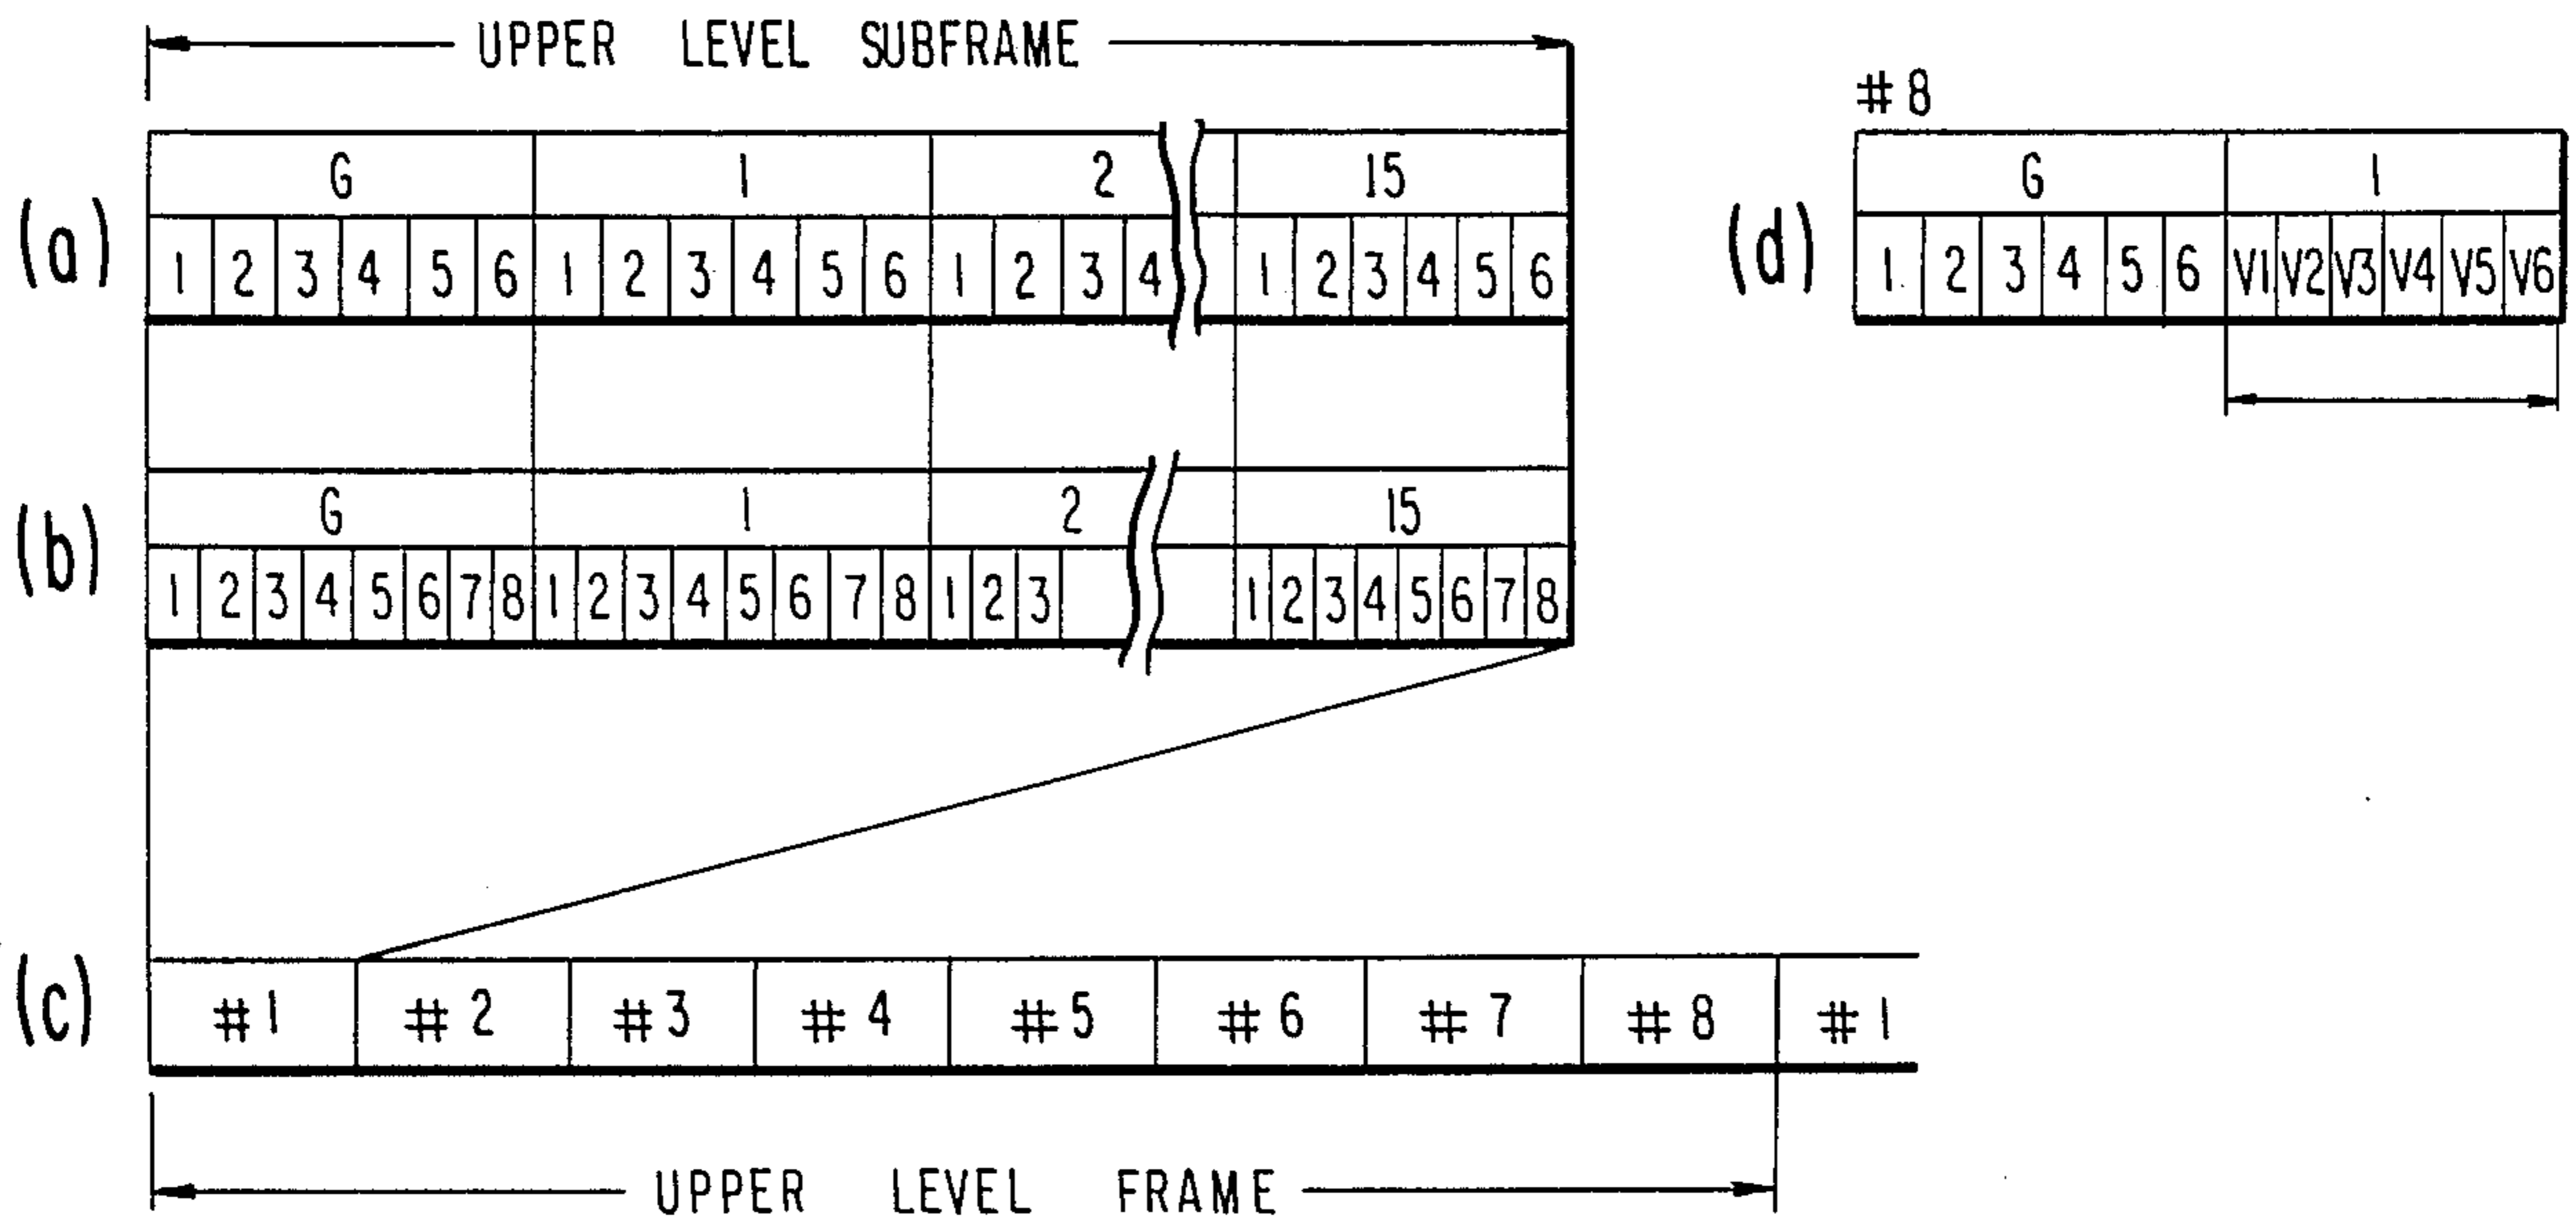 UPPER LEVEL SUBFRAME
(a)
G 1 2 15
1 2 3 4 5 6 1 2 3 4 5 6 1 2 3 4 1 2 3 4 5 6
(d)
#8
G 1
1 2 3 4 5 6 V1 V2 V3 V4 V5 V6
(b)
G 1 2 15
1 2 3 4 5 6 7 8 1 2 3 4 5 6 7 8 1 2 3 1 2 3 4 5 6 7 8
(c)
#1 #2 #3 #4 #5 #6 #7 #8 #1
UPPER LEVEL FRAME